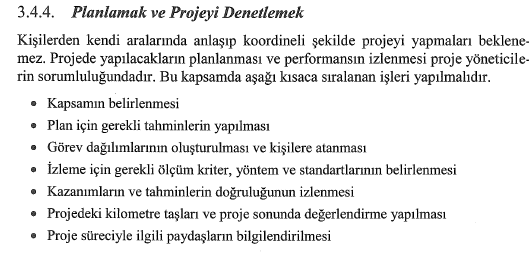 3.4.4. Planlamak ve Projeyi Denetlemek
Kişilerden kendi aralarında anlaşıp koordineli şekilde projeyi yapmaları beklene-
mez. Projede yapılacakların planlanması ve performansın izlenmesi proje yöneticile-
rin sorumluluğundadır. Bu kapsamda aşağı kısaca sıralanan işleri yapılmalıdır.
• Kapsamın belirlenmesi
• Plan için gerekli tahminlerin yapılması
• Görev dağılımlarının oluşturulması ve kişilere atanması
• İzleme için gerekli ölçüm kriter, yöntem ve standartlarının belirlenmesi
• Kazanımların ve tahminlerin doğruluğunun izlenmesi
• Projedeki kilometre taşları ve proje sonunda değerlendirme yapılması
• Proje süreciyle ilgili paydaşların bilgilendirilmesi